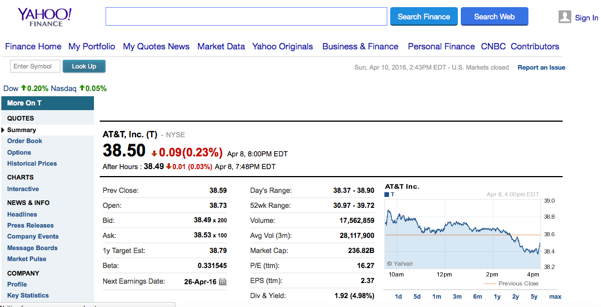 YAHOO!
FINANCE
Search Finance
Search Web
Sign In
Finance Home My Portfolio My Quotes News Market Data Yahoo Originals Business & Finance Personal Finance CNBC Contributors
Enter Symbol
Look Up
Sun, Apr 10, 2016, 2:43PM EDT - U.S. Markets closed
Report an Issue
Dow 0.20% Nasdaq 0.05%
More On T
QUOTES
Summary
Order Book
Options
Historical Prices
CHARTS
Interactive
NEWS & INFO
Headlines
Press Releases
Company Events
Message Boards
Market Pulse
COMPANY
Profile
Key Statistics
AT&T, Inc. (T) - NYSE
38.50 0.09(0.23%) Apr 8, 8:00PM EDT
After Hours : 38.49 0.01 (0.03%) Apr 8, 7:48PM EDT
Prev Close: 38.59
Open: 38.73
Bid: 38.49 x 200
Ask: 38.53 x 100
1y Target Est: 38.79
Beta: 0.331545
Next Earnings Date: 26-Apr-16
Day's Range: 38.37 - 38.90
52wk Range: 30.97 - 39.72
Volume: 17,562,859
Avg Vol (3m): 28,117,900
Market Cap: 236.82B
P/E (ttm): 16.27
EPS (ttm): 2.37
Div & Yield: 1.92 (4.98%)
AT&T Inc.
T
Apr 8, 4:00pm EDT
39.0
38.8
38.6
38.4
38.2
© Yahoo!
10am 12pm 2pm 4pm
Previous Close
1d 5d 1m 3m 6m 1y 2y 5y max